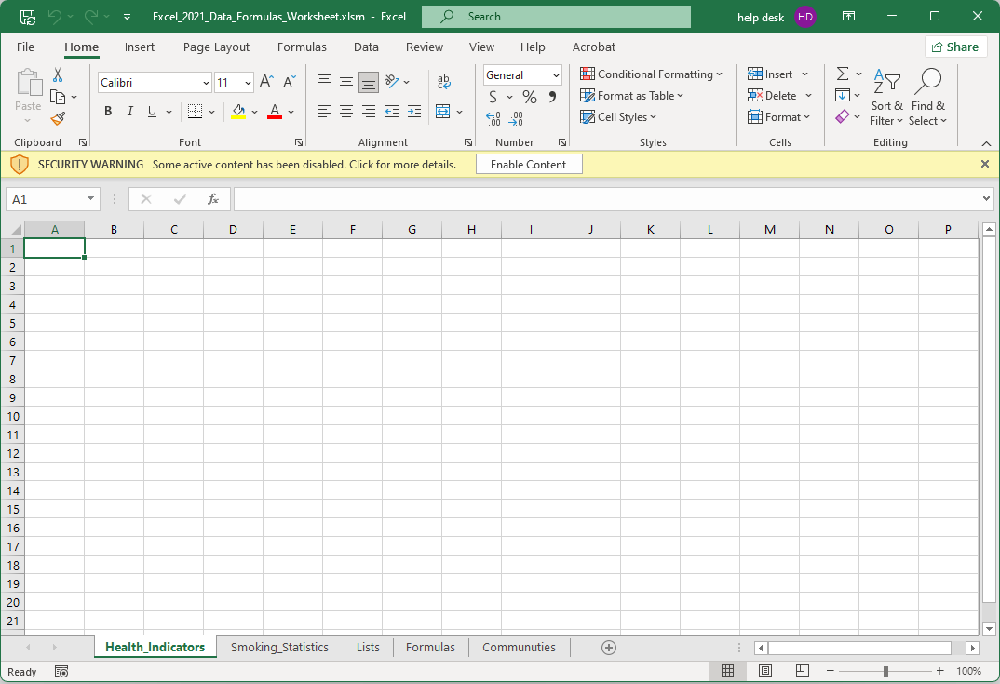 Excel_2021_Data_Formulas_Worksheet.xlsm - Excel
Search
help desk HD
File Home Insert Page Layout Formulas Data Review View Help Acrobat Share
Paste
Calibri 11
B I U A
ab
General
$ % 9
.00
.00
Conditional Formatting
Format as Table
Cell Styles
Insert
Delete
Format
Sort & Filter
Find & Select
Clipboard Font Alignment Number Styles Cells Editing
SECURITY WARNING Some active content has been disabled. Click for more details. Enable Content
A1 fx
A B C D E F G H I J K L M N O P
1
2
3
4
5
6
7
8
9
10
11
12
13
14
15
16
17
18
19
20
21
Health_Indicators Smoking_Statistics Lists Formulas Communuties
Ready 100%